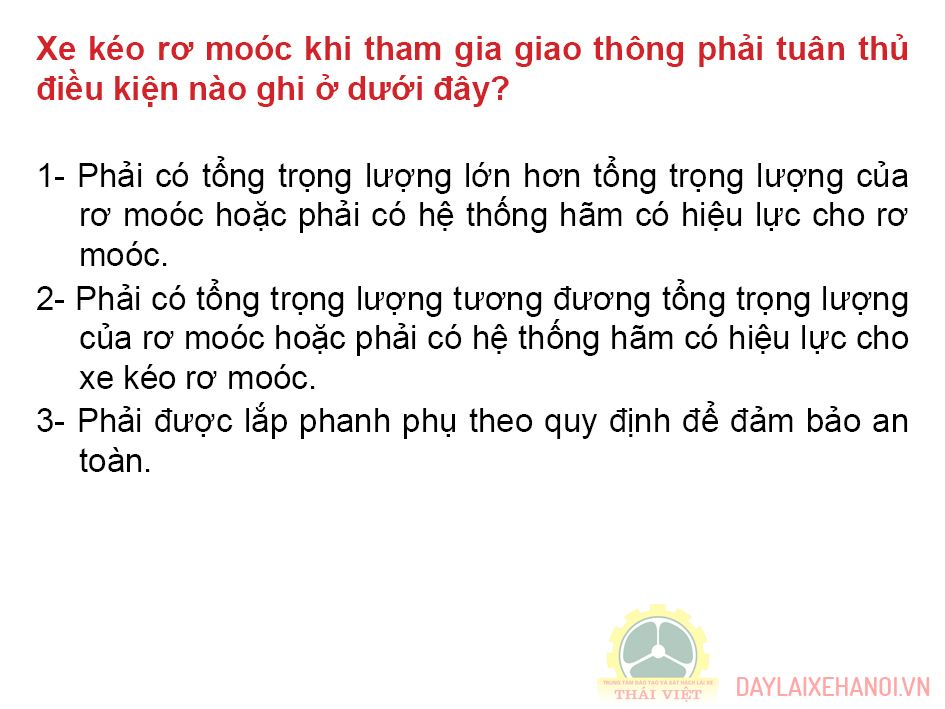 Xe kéo rơ moóc khi tham gia giao thông phải tuân thủ
điều kiện nào ghi ở dưới đây?
1- Phải có tổng trọng lượng lớn hơn tổng trọng lượng của
rơ moóc hoặc phải có hệ thống hãm có hiệu lực cho rơ
moóc.
2- Phải có tổng trọng lượng tương đương tổng trọng lượng
của rơ moóc hoặc phải có hệ thống hãm có hiệu lực cho
xe kéo rơ moóc.
3- Phải được lắp phanh phụ theo quy định để đảm bảo an
toàn.
TRUNG TÂM ĐÀO TẠO VÀ SÁT HẠCH LÁI XE
THÁI VIỆT
DAYLAIXEHANOI.VN